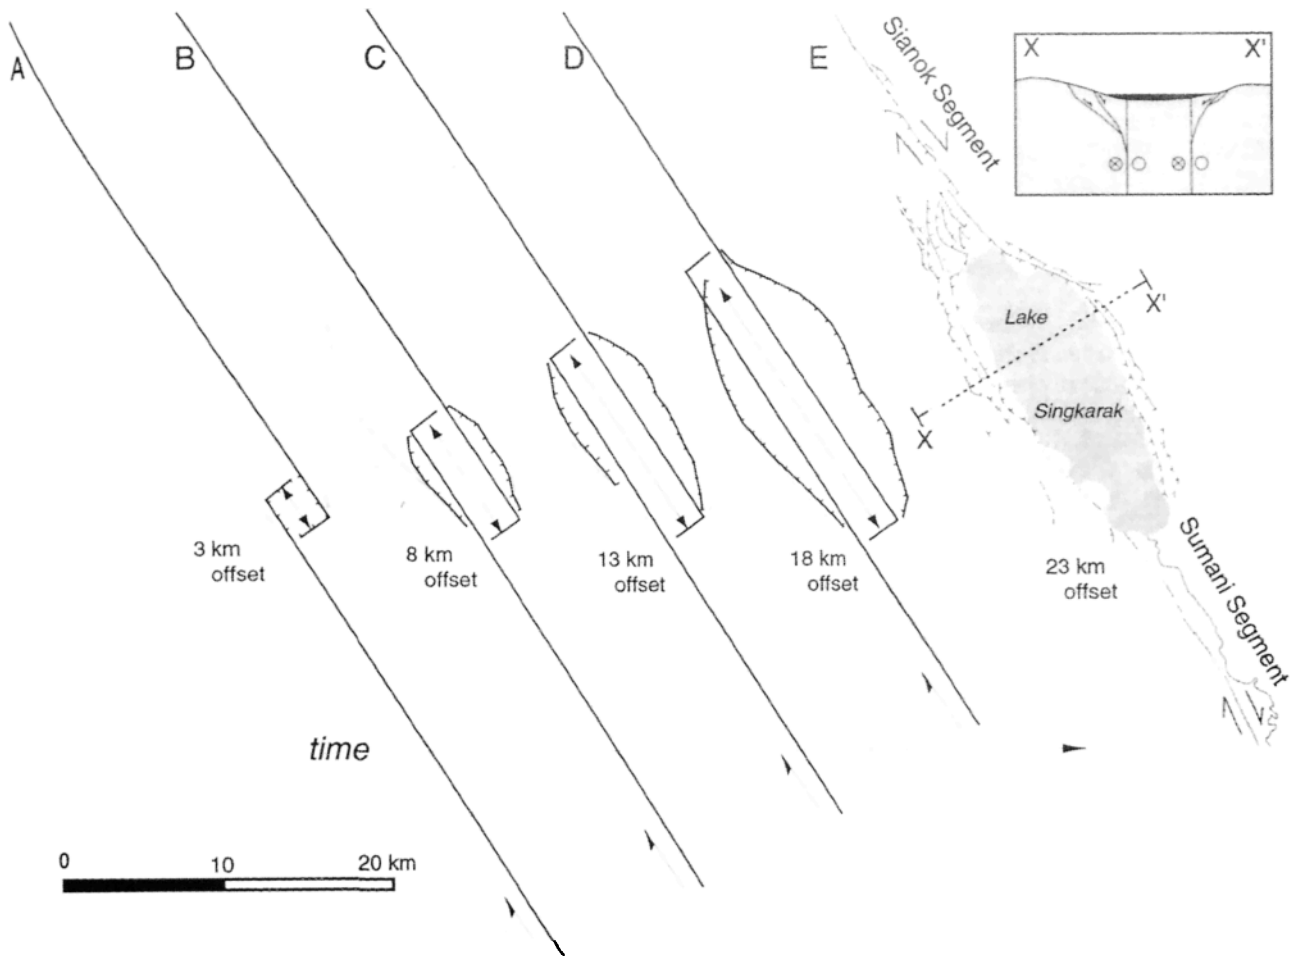 A
B
C
D
E
Sianok Segment
X
X'
Lake
Singkarak
X'
X
3 km
offset
8 km
offset
13 km
offset
18 km
offset
23 km
offset
Sumani Segment
time
0
10
20 km